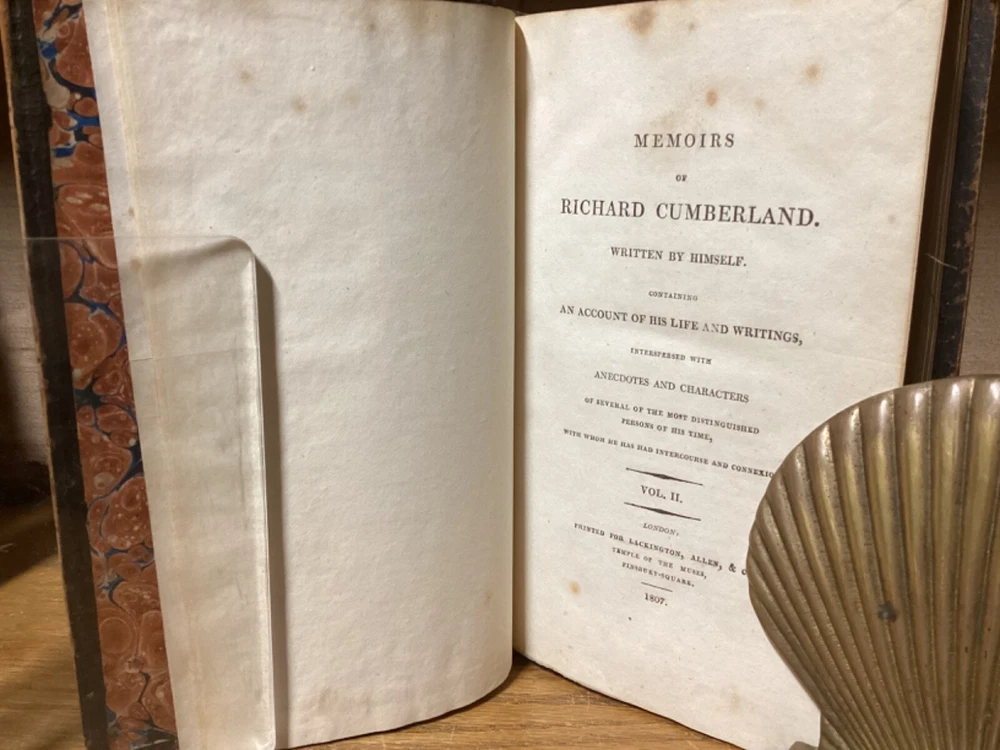 MEMOIRS
OF
RICHARD CUMBERLAND.
WRITTEN BY HIMSELF.
CONTAINING
AN ACCOUNT OF HIS LIFE AND WRITINGS,
INTERSPERSED WITH
ANECDOTES AND CHARACTERS
OF SEVERAL OF THE MOST DISTINGUISHED
PERSONS OF HIS TIME,
WITH WHOM HE HAS HAD INTERCOURSE AND CONNEXIO
VOL. II.
LONDON:
PRINTED FOR LACKINGTON, ALLEN, & C
TEMPLE OF THE MUSES,
FINSBURY-SQUARE.
1807.